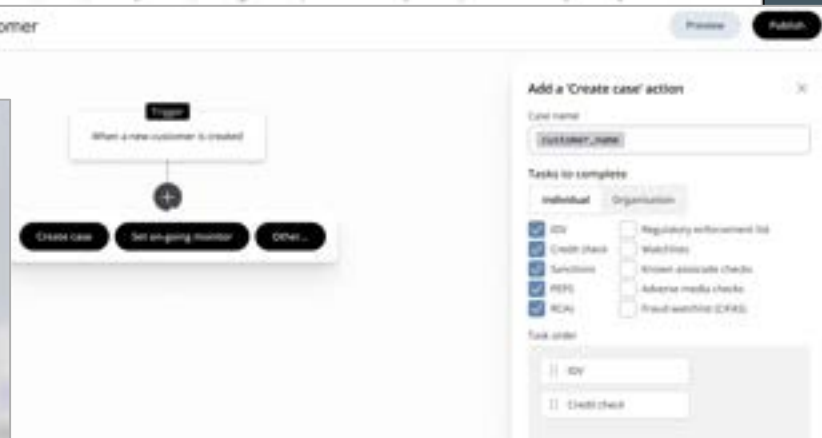 omer
Preview
Publish
Trigger
When a new customer is created
Create case
Set on-going monitor
Other...
Add a 'Create case' action
Case name
customer_name
Tasks to complete
Individual Organisation
IDV Regulatory enforcement list
Credit check Watchlists
Sanctions Known associate checks
PEPS Adverse media checks
RCAs Fraud watchlist (CIFAS)
Task order
IDV
Credit check